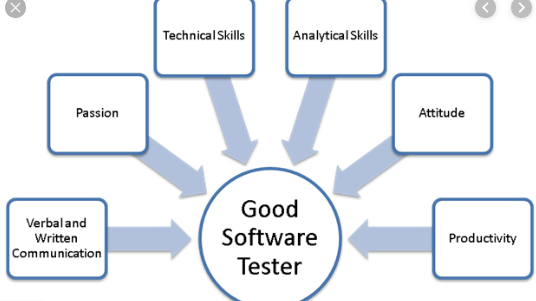 Technical Skills
Analytical Skills
Passion
Attitude
Verbal and
Written
Communication
Good
Software
Tester
Productivity